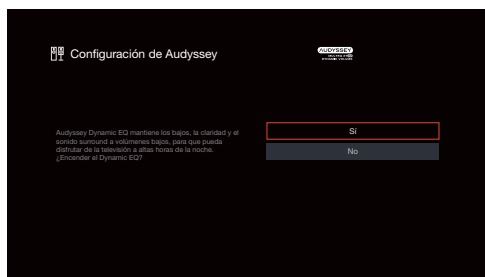 Configuración de Audyssey
AUDYSSEY
Audyssey Dynamic EQ mantiene los bajos, la claridad y el
sonido surround a volúmenes bajos, para que pueda
disfrutar de la televisión a altas horas de la noche.
¿Encender el Dynamic EQ?
Sí
No